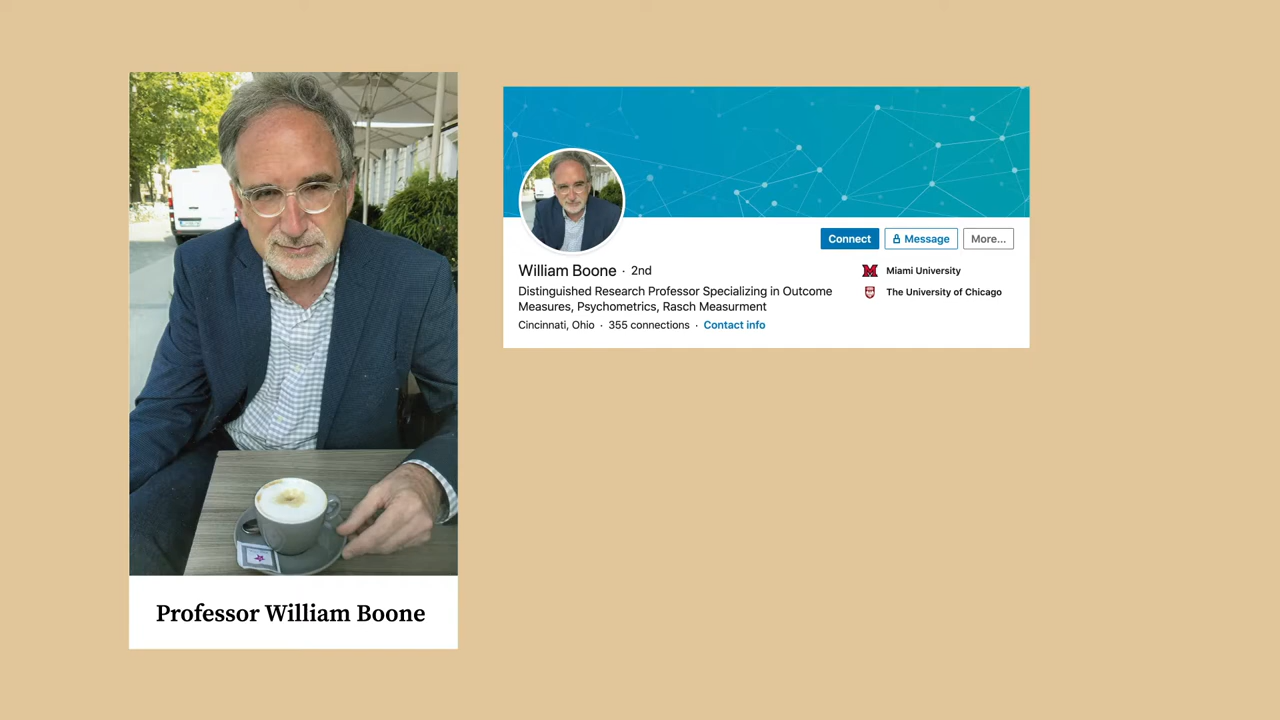 Professor William Boone
Connect
Message
More...
William Boone · 2nd
Distinguished Research Professor Specializing in Outcome
Measures, Psychometrics, Rasch Measurment
Cincinnati, Ohio · 355 connections · Contact info
Miami University
The University of Chicago